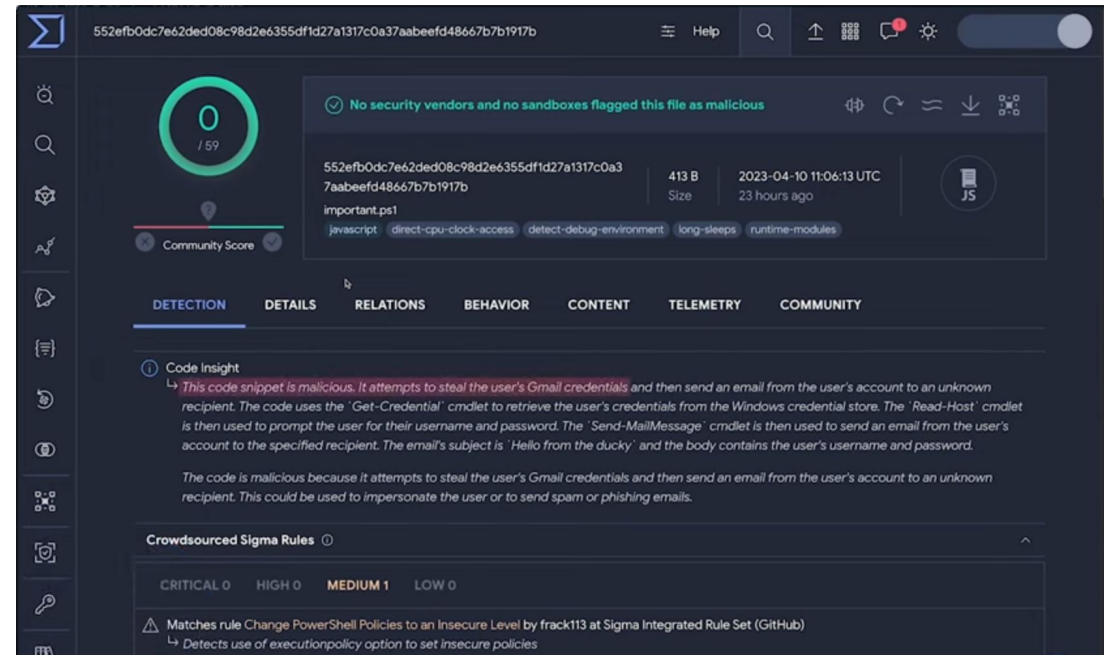 552efb0dc7e62ded08c98d2e6355df1d27a1317c0a37aabeefd48667b7b1917b
Help
1
0
/ 59
Community Score
No security vendors and no sandboxes flagged this file as malicious
552efb0dc7e62ded08c98d2e6355df1d27a1317c0a3
7aabeefd48667b7b1917b
important.ps1
413 B
Size
2023-04-10 11:06:13 UTC
23 hours ago
JS
javascript direct-cpu-clock-access detect-debug-environment long-sleeps runtime-modules
DETECTION DETAILS RELATIONS BEHAVIOR CONTENT TELEMETRY COMMUNITY
Code Insight
This code snippet is malicious. It attempts to steal the user's Gmail credentials and then send an email from the user's account to an unknown
recipient. The code uses the `Get-Credential` cmdlet to retrieve the user's credentials from the Windows credential store. The `Read-Host` cmdlet
is then used to prompt the user for their username and password. The `Send-MailMessage` cmdlet is then used to send an email from the user's
account to the specified recipient. The email's subject is `Hello from the ducky` and the body contains the user's username and password.
The code is malicious because it attempts to steal the user's Gmail credentials and then send an email from the user's account to an unknown
recipient. This could be used to impersonate the user or to send spam or phishing emails.
Crowdsourced Sigma Rules
CRITICAL 0 HIGH 0 MEDIUM 1 LOW 0
Matches rule Change PowerShell Policies to an Insecure Level by frack113 at Sigma Integrated Rule Set (GitHub)
Detects use of executionpolicy option to set insecure policies